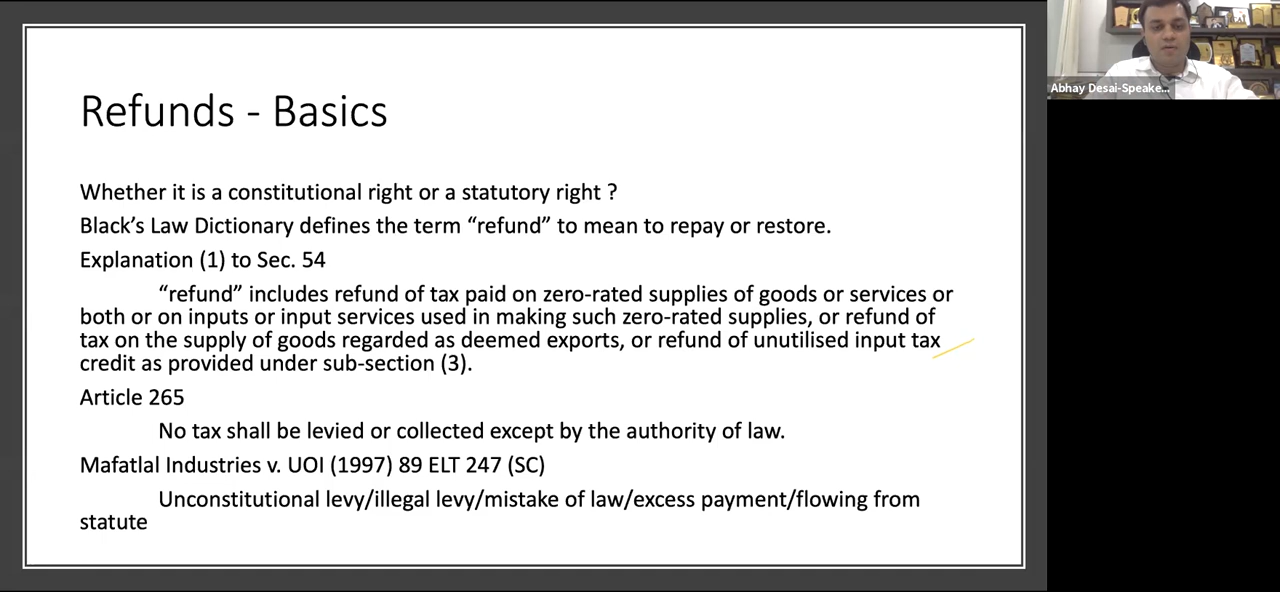 Refunds - Basics
Whether it is a constitutional right or a statutory right ?
Black’s Law Dictionary defines the term “refund” to mean to repay or restore.
Explanation (1) to Sec. 54
“refund” includes refund of tax paid on zero-rated supplies of goods or services or
both or on inputs or input services used in making such zero-rated supplies, or refund of
tax on the supply of goods regarded as deemed exports, or refund of unutilised input tax
credit as provided under sub-section (3).
Article 265
No tax shall be levied or collected except by the authority of law.
Mafatlal Industries v. UOI (1997) 89 ELT 247 (SC)
Unconstitutional levy/illegal levy/mistake of law/excess payment/flowing from
statute
Abhay Desai-Speake...